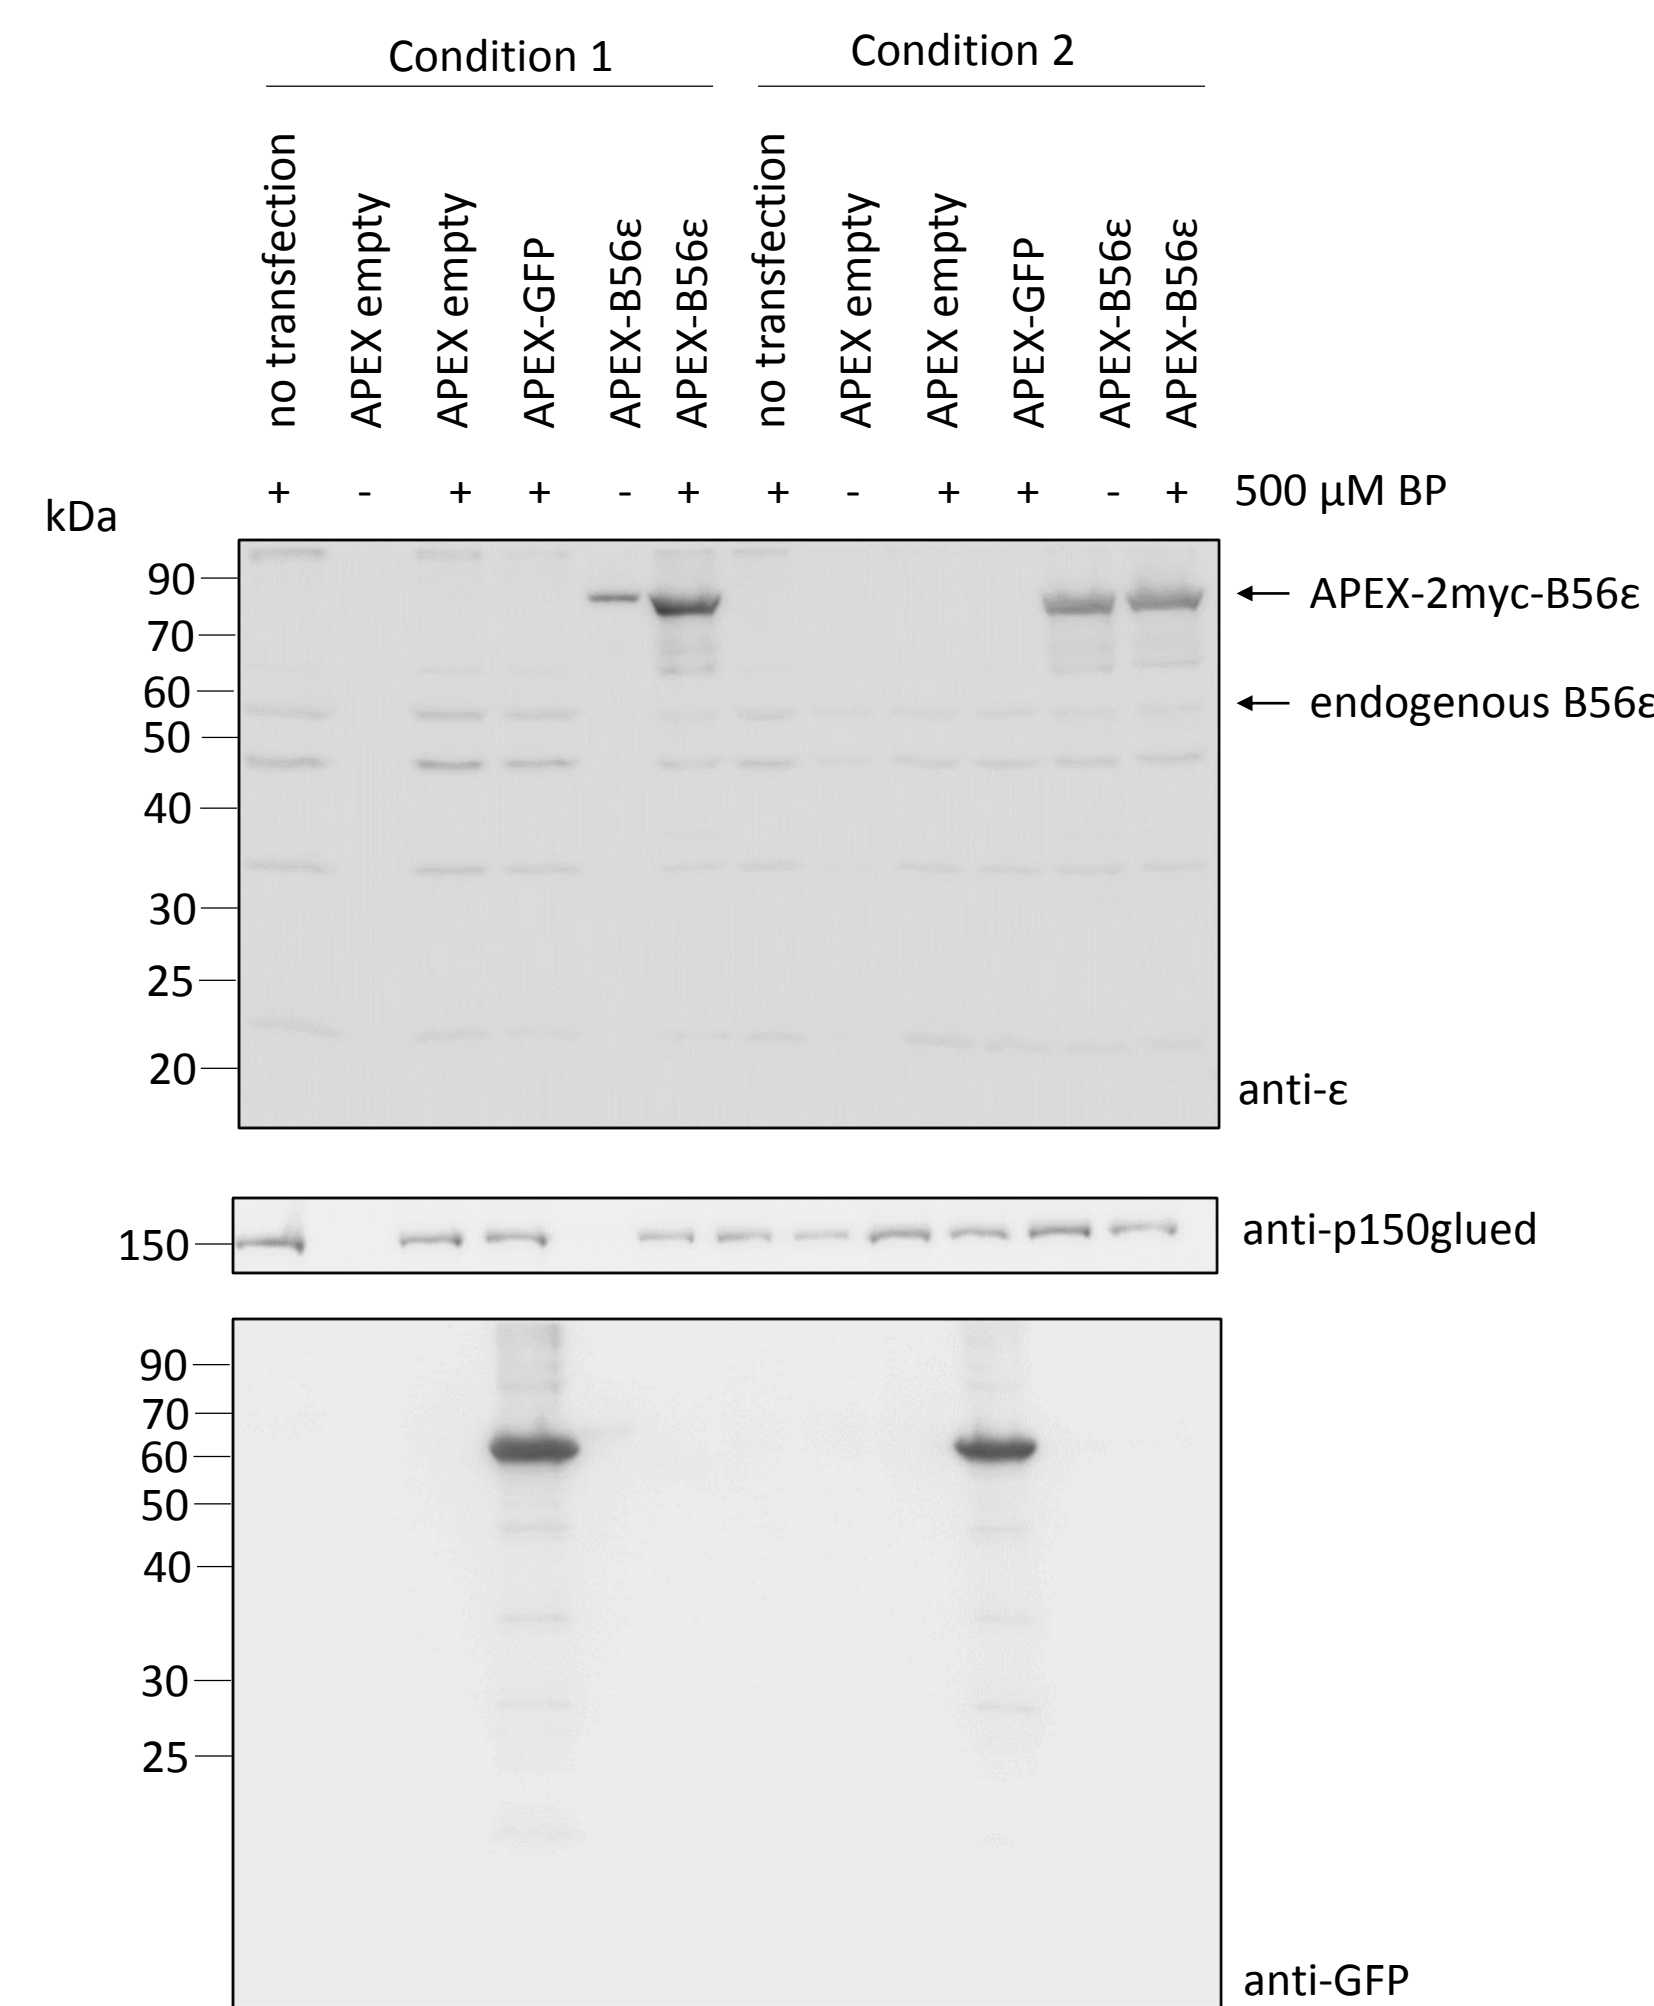 Condition 1
Condition 2
no transfection
APEX empty
APEX empty
APEX-GFP
APEX-B56ε
APEX-B56ε
no transfection
APEX empty
APEX empty
APEX-GFP
APEX-B56ε
APEX-B56ε
+ - + + - + + - + + - + 500 µM BP
kDa
90
70
60
50
40
30
25
20
APEX-2myc-B56ε
endogenous B56ε
anti-ε
150
anti-p150glued
90
70
60
50
40
30
25
anti-GFP